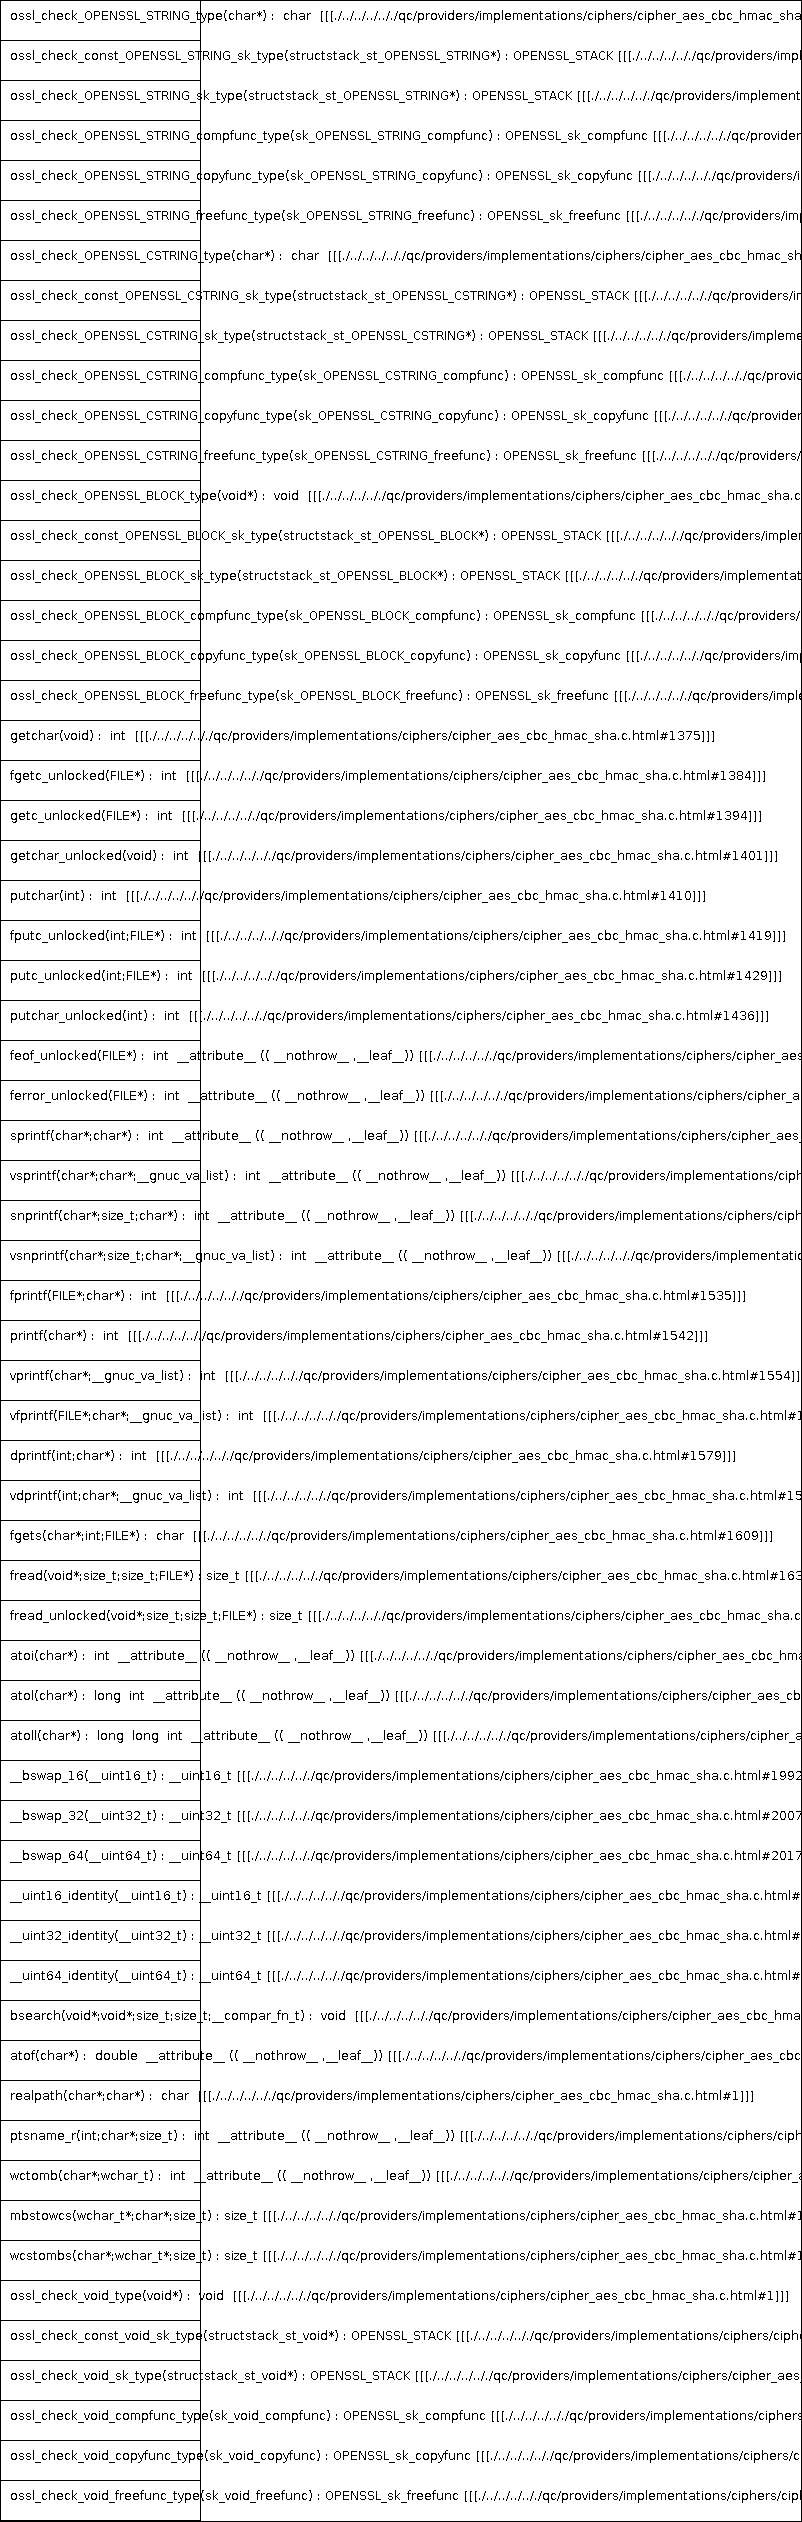 ossl_check_OPENSSL_STRING_type(char*) : char [[[./../../../../../qc/providers/implementations/ciphers/cipher_aes_cbc_hmac_sha
ossl_check_const_OPENSSL_STRING_sk_type(structstack_st_OPENSSL_STRING*) : OPENSSL_STACK [[[./../../../../../qc/providers/impl
ossl_check_OPENSSL_STRING_sk_type(structstack_st_OPENSSL_STRING*) : OPENSSL_STACK [[[./../../../../../qc/providers/implement
ossl_check_OPENSSL_STRING_compfunc_type(sk_OPENSSL_STRING_compfunc) : OPENSSL_sk_compfunc [[[./../../../../../qc/provider
ossl_check_OPENSSL_STRING_copyfunc_type(sk_OPENSSL_STRING_copyfunc) : OPENSSL_sk_copyfunc [[[./../../../../../qc/providers/i
ossl_check_OPENSSL_STRING_freefunc_type(sk_OPENSSL_STRING_freefunc) : OPENSSL_sk_freefunc [[[./../../../../../qc/providers/imp
ossl_check_OPENSSL_CSTRING_type(char*) : char [[[./../../../../../qc/providers/implementations/ciphers/cipher_aes_cbc_hmac_sh
ossl_check_const_OPENSSL_CSTRING_sk_type(structstack_st_OPENSSL_CSTRING*) : OPENSSL_STACK [[[./../../../../../qc/providers/i
ossl_check_OPENSSL_CSTRING_sk_type(structstack_st_OPENSSL_CSTRING*) : OPENSSL_STACK [[[./../../../../../qc/providers/impleme
ossl_check_OPENSSL_CSTRING_compfunc_type(sk_OPENSSL_CSTRING_compfunc) : OPENSSL_sk_compfunc [[[./../../../../../qc/provid
ossl_check_OPENSSL_CSTRING_copyfunc_type(sk_OPENSSL_CSTRING_copyfunc) : OPENSSL_sk_copyfunc [[[./../../../../../qc/provider
ossl_check_OPENSSL_CSTRING_freefunc_type(sk_OPENSSL_CSTRING_freefunc) : OPENSSL_sk_freefunc [[[./../../../../../qc/providers/
ossl_check_OPENSSL_BLOCK_type(void*) : void [[[./../../../../../qc/providers/implementations/ciphers/cipher_aes_cbc_hmac_sha.c
ossl_check_const_OPENSSL_BLOCK_sk_type(structstack_st_OPENSSL_BLOCK*) : OPENSSL_STACK [[[./../../../../../qc/providers/imple
ossl_check_OPENSSL_BLOCK_sk_type(structstack_st_OPENSSL_BLOCK*) : OPENSSL_STACK [[[./../../../../../qc/providers/implementat
ossl_check_OPENSSL_BLOCK_compfunc_type(sk_OPENSSL_BLOCK_compfunc) : OPENSSL_sk_compfunc [[[./../../../../../qc/providers/
ossl_check_OPENSSL_BLOCK_copyfunc_type(sk_OPENSSL_BLOCK_copyfunc) : OPENSSL_sk_copyfunc [[[./../../../../../qc/providers/imp
ossl_check_OPENSSL_BLOCK_freefunc_type(sk_OPENSSL_BLOCK_freefunc) : OPENSSL_sk_freefunc [[[./../../../../../qc/providers/imple
getchar(void) : int [[[./../../../../../qc/providers/implementations/ciphers/cipher_aes_cbc_hmac_sha.c.html#1375]]]
fgetc_unlocked(FILE*) : int [[[./../../../../../qc/providers/implementations/ciphers/cipher_aes_cbc_hmac_sha.c.html#1384]]]
getc_unlocked(FILE*) : int [[[./../../../../../qc/providers/implementations/ciphers/cipher_aes_cbc_hmac_sha.c.html#1394]]]
getchar_unlocked(void) : int [[[./../../../../../qc/providers/implementations/ciphers/cipher_aes_cbc_hmac_sha.c.html#1401]]]
putchar(int) : int [[[./../../../../../qc/providers/implementations/ciphers/cipher_aes_cbc_hmac_sha.c.html#1410]]]
fputc_unlocked(int;FILE*) : int [[[./../../../../../qc/providers/implementations/ciphers/cipher_aes_cbc_hmac_sha.c.html#1419]]]
putc_unlocked(int;FILE*) : int [[[./../../../../../qc/providers/implementations/ciphers/cipher_aes_cbc_hmac_sha.c.html#1429]]]
putchar_unlocked(int) : int [[[./../../../../../qc/providers/implementations/ciphers/cipher_aes_cbc_hmac_sha.c.html#1436]]]
feof_unlocked(FILE*) : int __attribute__ (( __nothrow__ ,__leaf__)) [[[./../../../../../qc/providers/implementations/ciphers/cipher_aes
ferror_unlocked(FILE*) : int __attribute__ (( __nothrow__ ,__leaf__)) [[[./../../../../../qc/providers/implementations/ciphers/cipher_a
sprintf(char*;char*) : int __attribute__ (( __nothrow__ ,__leaf__)) [[[./../../../../../qc/providers/implementations/ciphers/cipher_aes_
vsprintf(char*;char*;__gnuc_va_list) : int __attribute__ (( __nothrow__ ,__leaf__)) [[[./../../../../../qc/providers/implementations/ciph
snprintf(char*;size_t;char*) : int __attribute__ (( __nothrow__ ,__leaf__)) [[[./../../../../../qc/providers/implementations/ciphers/ciph
vsnprintf(char*;size_t;char*;__gnuc_va_list) : int __attribute__ (( __nothrow__ ,__leaf__)) [[[./../../../../../qc/providers/implementatio
fprintf(FILE*;char*) : int [[[./../../../../../qc/providers/implementations/ciphers/cipher_aes_cbc_hmac_sha.c.html#1535]]]
printf(char*) : int [[[./../../../../../qc/providers/implementations/ciphers/cipher_aes_cbc_hmac_sha.c.html#1542]]]
vprintf(char*;__gnuc_va_list) : int [[[./../../../../../qc/providers/implementations/ciphers/cipher_aes_cbc_hmac_sha.c.html#1554]]
vfprintf(FILE*;char*;__gnuc_va_list) : int [[[./../../../../../qc/providers/implementations/ciphers/cipher_aes_cbc_hmac_sha.c.html#1
dprintf(int;char*) : int [[[./../../../../../qc/providers/implementations/ciphers/cipher_aes_cbc_hmac_sha.c.html#1579]]]
vdprintf(int;char*;__gnuc_va_list) : int [[[./../../../../../qc/providers/implementations/ciphers/cipher_aes_cbc_hmac_sha.c.html#15
fgets(char*;int;FILE*) : char [[[./../../../../../qc/providers/implementations/ciphers/cipher_aes_cbc_hmac_sha.c.html#1609]]]
fread(void*;size_t;size_t;FILE*) : size_t [[[./../../../../../qc/providers/implementations/ciphers/cipher_aes_cbc_hmac_sha.c.html#163
fread_unlocked(void*;size_t;size_t;FILE*) : size_t [[[./../../../../../qc/providers/implementations/ciphers/cipher_aes_cbc_hmac_sha.c
atoi(char*) : int __attribute__ (( __nothrow__ ,__leaf__)) [[[./../../../../../qc/providers/implementations/ciphers/cipher_aes_cbc_hma
atol(char*) : long int __attribute__ (( __nothrow__ ,__leaf__)) [[[./../../../../../qc/providers/implementations/ciphers/cipher_aes_cb
atoll(char*) : long long int __attribute__ (( __nothrow__ ,__leaf__)) [[[./../../../../../qc/providers/implementations/ciphers/cipher_a
__bswap_16(__uint16_t) : __uint16_t [[[./../../../../../qc/providers/implementations/ciphers/cipher_aes_cbc_hmac_sha.c.html#1992
__bswap_32(__uint32_t) : __uint32_t [[[./../../../../../qc/providers/implementations/ciphers/cipher_aes_cbc_hmac_sha.c.html#2007
__bswap_64(__uint64_t) : __uint64_t [[[./../../../../../qc/providers/implementations/ciphers/cipher_aes_cbc_hmac_sha.c.html#2017
__uint16_identity(__uint16_t) : __uint16_t [[[./../../../../../qc/providers/implementations/ciphers/cipher_aes_cbc_hmac_sha.c.html#
__uint32_identity(__uint32_t) : __uint32_t [[[./../../../../../qc/providers/implementations/ciphers/cipher_aes_cbc_hmac_sha.c.html#
__uint64_identity(__uint64_t) : __uint64_t [[[./../../../../../qc/providers/implementations/ciphers/cipher_aes_cbc_hmac_sha.c.html#
bsearch(void*;void*;size_t;size_t;__compar_fn_t) : void [[[./../../../../../qc/providers/implementations/ciphers/cipher_aes_cbc_hma
atof(char*) : double __attribute__ (( __nothrow__ ,__leaf__)) [[[./../../../../../qc/providers/implementations/ciphers/cipher_aes_cbc
realpath(char*;char*) : char [[[./../../../../../qc/providers/implementations/ciphers/cipher_aes_cbc_hmac_sha.c.html#1]]]
ptsname_r(int;char*;size_t) : int __attribute__ (( __nothrow__ ,__leaf__)) [[[./../../../../../qc/providers/implementations/ciphers/ciph
wctomb(char*;wchar_t) : int __attribute__ (( __nothrow__ ,__leaf__)) [[[./../../../../../qc/providers/implementations/ciphers/cipher_a
mbstowcs(wchar_t*;char*;size_t) : size_t [[[./../../../../../qc/providers/implementations/ciphers/cipher_aes_cbc_hmac_sha.c.html#1
wcstombs(char*;wchar_t*;size_t) : size_t [[[./../../../../../qc/providers/implementations/ciphers/cipher_aes_cbc_hmac_sha.c.html#1
ossl_check_void_type(void*) : void [[[./../../../../../qc/providers/implementations/ciphers/cipher_aes_cbc_hmac_sha.c.html#1]]]
ossl_check_const_void_sk_type(structstack_st_void*) : OPENSSL_STACK [[[./../../../../../qc/providers/implementations/ciphers/ciph
ossl_check_void_sk_type(structstack_st_void*) : OPENSSL_STACK [[[./../../../../../qc/providers/implementations/ciphers/cipher_aes_
ossl_check_void_compfunc_type(sk_void_compfunc) : OPENSSL_sk_compfunc [[[./../../../../../qc/providers/implementations/ciphers
ossl_check_void_copyfunc_type(sk_void_copyfunc) : OPENSSL_sk_copyfunc [[[./../../../../../qc/providers/implementations/ciphers/c
ossl_check_void_freefunc_type(sk_void_freefunc) : OPENSSL_sk_freefunc [[[./../../../../../qc/providers/implementations/ciphers/cip